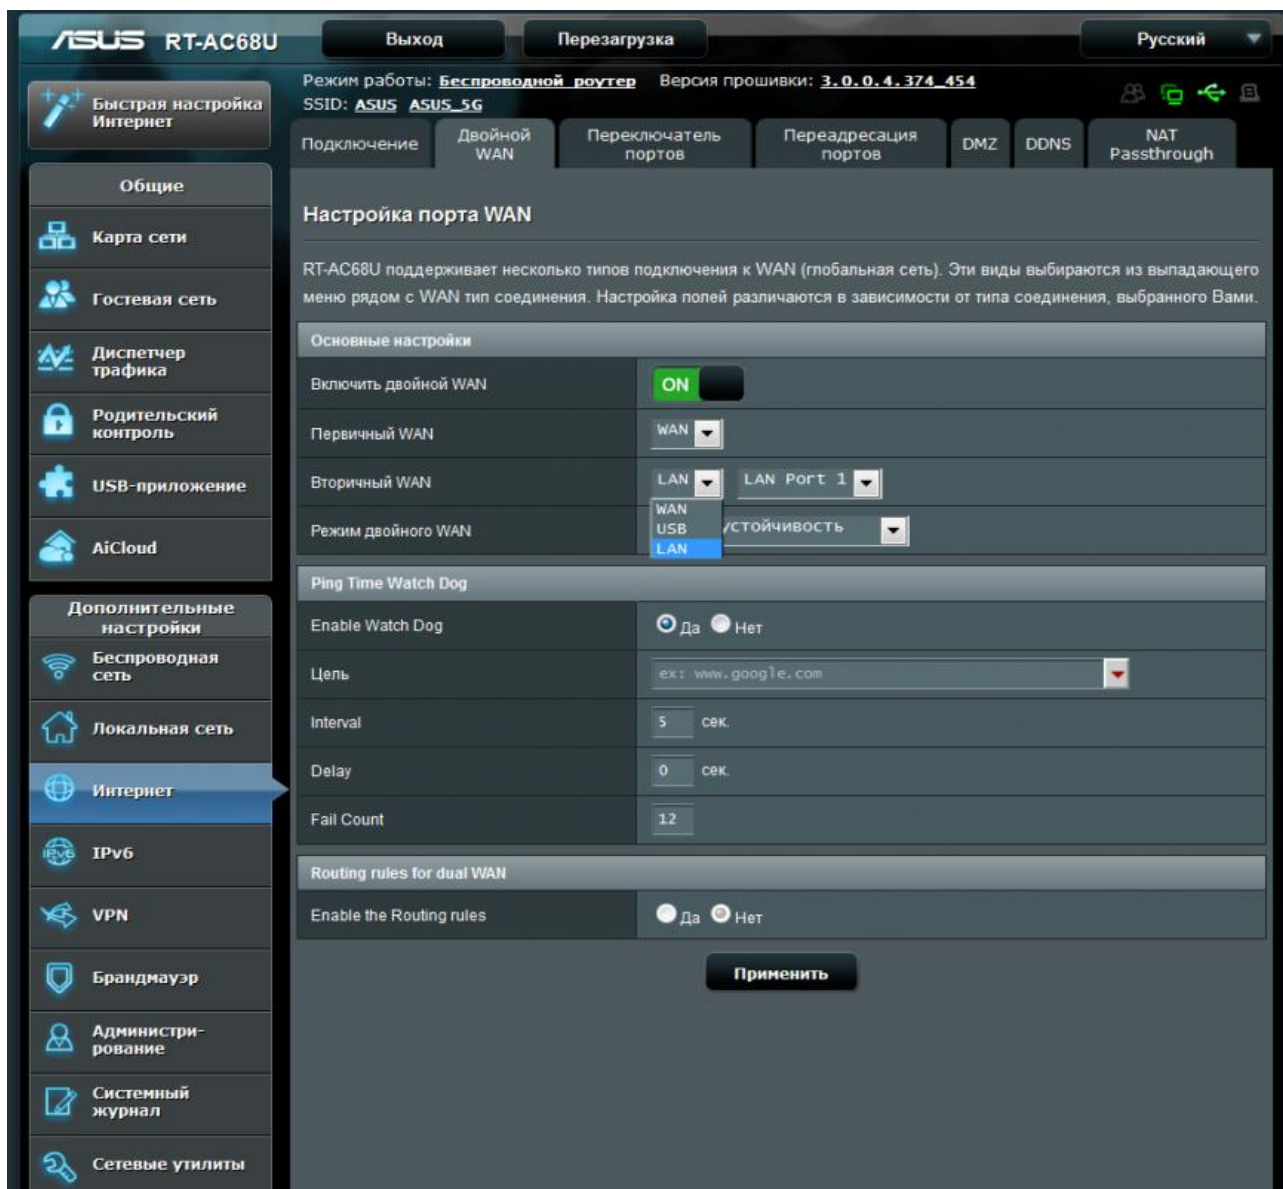 ASUS RT-AC68U
Выход
Перезагрузка
Русский
Быстрая настройка
Интернет
Режим работы: Беспроводной роутер Версия прошивки: 3.0.0.4.374_454
SSID: ASUS ASUS_5G
Подключение
Двойной
WAN
Переключатель
портов
Переадресация
портов
DMZ
DDNS
NAT
Passthrough
Общие
Карта сети
Гостевая сеть
Диспетчер
трафика
Родительский
контроль
USB-приложение
AiCloud
Дополнительные
настройки
Беспроводная
сеть
Локальная сеть
Интернет
IPv6
IPv6
VPN
Брандмауэр
Администри-
рование
Системный
журнал
Сетевые утилиты
Настройка порта WAN
RT-AC68U поддерживает несколько типов подключения к WAN (глобальная сеть). Эти виды выбираются из выпадающего
меню рядом с WAN тип соединения. Настройка полей различаются в зависимости от типа соединения, выбранного Вами.
Основные настройки
Включить двойной WAN ON
Первичный WAN WAN
Вторичный WAN LAN LAN Port 1
WAN
USB
LAN
Режим двойного WAN устойчивость
Ping Time Watch Dog
Enable Watch Dog Да Нет
Цель ex: www.google.com
Interval 5 сек.
Delay 0 сек.
Fail Count 12
Routing rules for dual WAN
Enable the Routing rules Да Нет
Применить